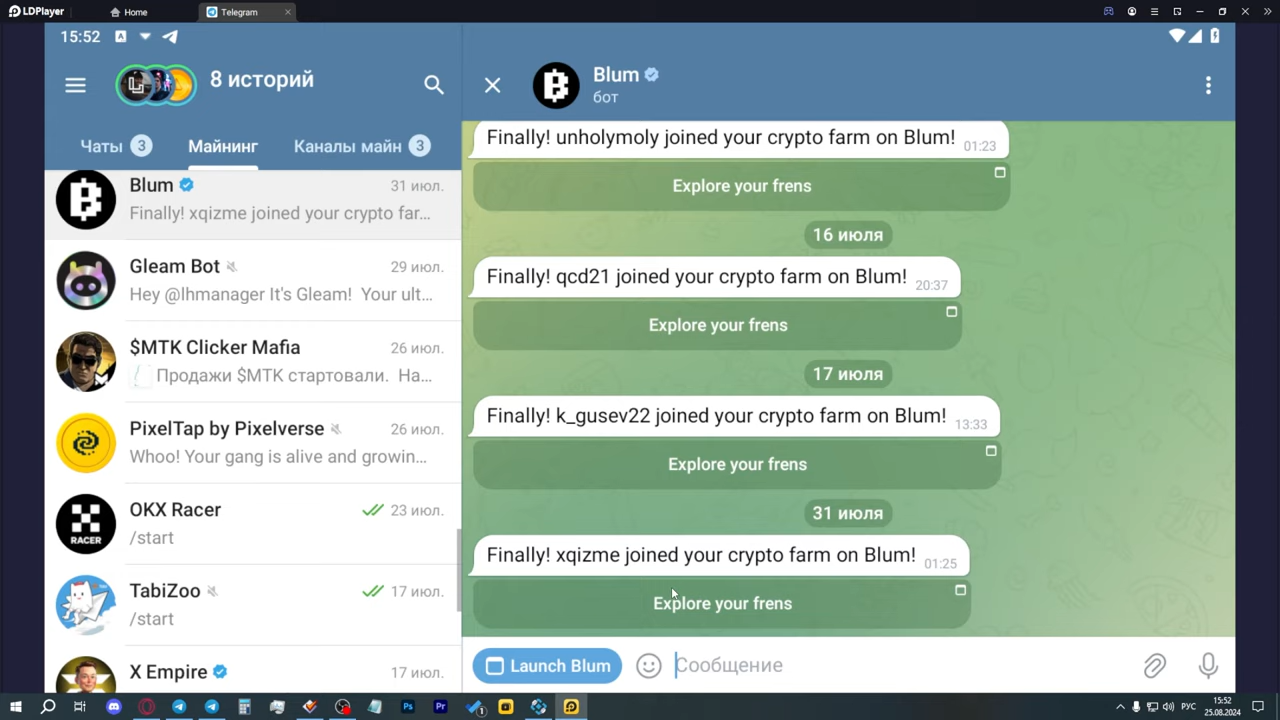 LDPlayer
Home
Telegram
15:52
A
8 историй
Чаты 3
Майнинг
Каналы майн 3
Blum
31 июл.
Finally! xqizme joined your crypto far...
Gleam Bot
29 июл.
Hey @lhmanager It's Gleam! Your ult...
$MTK Clicker Mafia
26 июл.
Продажи $MTK стартовали. На...
PixelTap by Pixelverse
26 июл.
Whoo! Your gang is alive and growin...
RACER
OKX Racer
23 июл.
/start
TabiZoo
17 июл.
/start
X Empire
17 июл.
Blum
бот
Finally! unholymoly joined your crypto farm on Blum!
01:23
Explore your frens
16 июля
Finally! qcd21 joined your crypto farm on Blum!
20:37
Explore your frens
17 июля
Finally! k_gusev22 joined your crypto farm on Blum!
13:33
Explore your frens
31 июля
Finally! xqizme joined your crypto farm on Blum!
01:25
Explore your frens
Launch Blum
Сообщение
Ps
Pr
1
РУС
15:52
25.08.2024